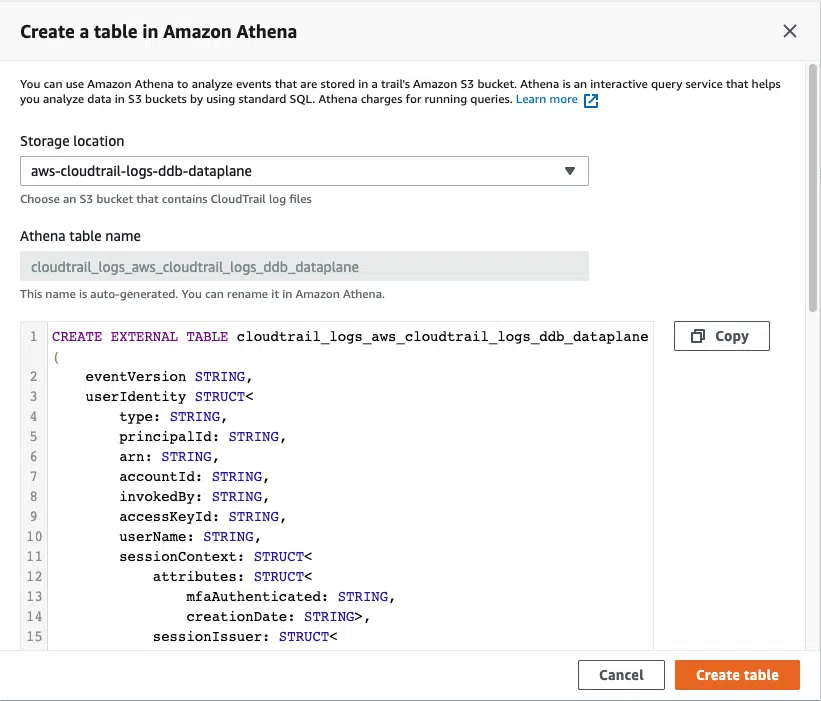 Create a table in Amazon Athena
You can use Amazon Athena to analyze events that are stored in a trail's Amazon S3 bucket. Athena is an interactive query service that helps
you analyze data in S3 buckets by using standard SQL. Athena charges for running queries. Learn more
Storage location
aws-cloudtrail-logs-ddb-dataplane
Choose an S3 bucket that contains CloudTrail log files
Athena table name
cloudtrail_logs_aws_cloudtrail_logs_ddb_dataplane
This name is auto-generated. You can rename it in Amazon Athena.
1 CREATE EXTERNAL TABLE cloudtrail_logs_aws_cloudtrail_logs_ddb_dataplane
(
2 eventVersion STRING,
3 userIdentity STRUCT<
4 type: STRING,
5 principalId: STRING,
6 arn: STRING,
7 accountId: STRING,
8 invokedBy: STRING,
9 accessKeyId: STRING,
10 userName: STRING,
11 sessionContext: STRUCT<
12 attributes: STRUCT<
13 mfaAuthenticated: STRING,
14 creationDate: STRING>,
15 sessionIssuer: STRUCT<
Copy
Cancel
Create table